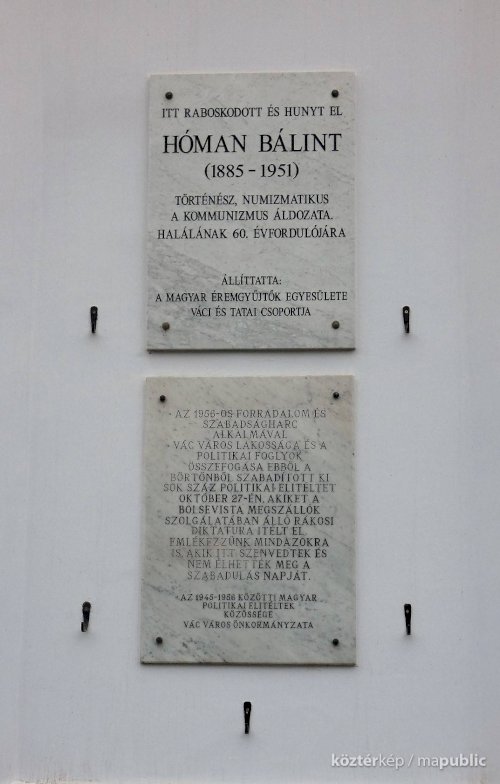 ITT RABOSKODOTT ÉS HUNYT EL
HÓMAN BÁLINT
(1885 - 1951)
TÖRTÉNÉSZ, NUMIZMATIKUS
A KOMMUNIZMUS ÁLDOZATA.
HALÁLÁNAK 60. ÉVFORDULÓJÁRA
ÁLLÍTTATTA:
A MAGYAR ÉREMGYŰJTŐK EGYESÜLETE
VÁCI ÉS TATAI CSOPORTJA
AZ 1956-OS FORRADALOM ÉS
SZABADSÁGHARC
ALKALMÁVAL
VÁC VÁROS LAKOSSÁGA ÉS A
POLITIKAI FOGLYOK
ÖSSZEFOGÁSA EBBŐL A
BÖRTÖNBŐL SZABADÍTOTT KI
SOK SZÁZ POLITIKAI ELÍTÉLTET
OKTÓBER 27-ÉN, AKIKET A
BOLSEVISTA MEGSZÁLLÓK
SZOLGÁLATÁBAN ÁLLÓ RÁKOSI
DIKTATÚRA ÍTÉLT EL.
EMLÉKEZZÜNK MINDAZOKRA
IS, AKIK ITT SZENVEDTEK ÉS
NEM ÉLHETTÉK MEG A
SZABADULÁS NAPJÁT.
AZ 1945-1956 KÖZÖTTI MAGYAR
POLITIKAI ELÍTÉLTEK
KÖZÖSSÉGE
VÁC VÁROS ÖNKORMÁNYZATA
köztérkép / mapublic